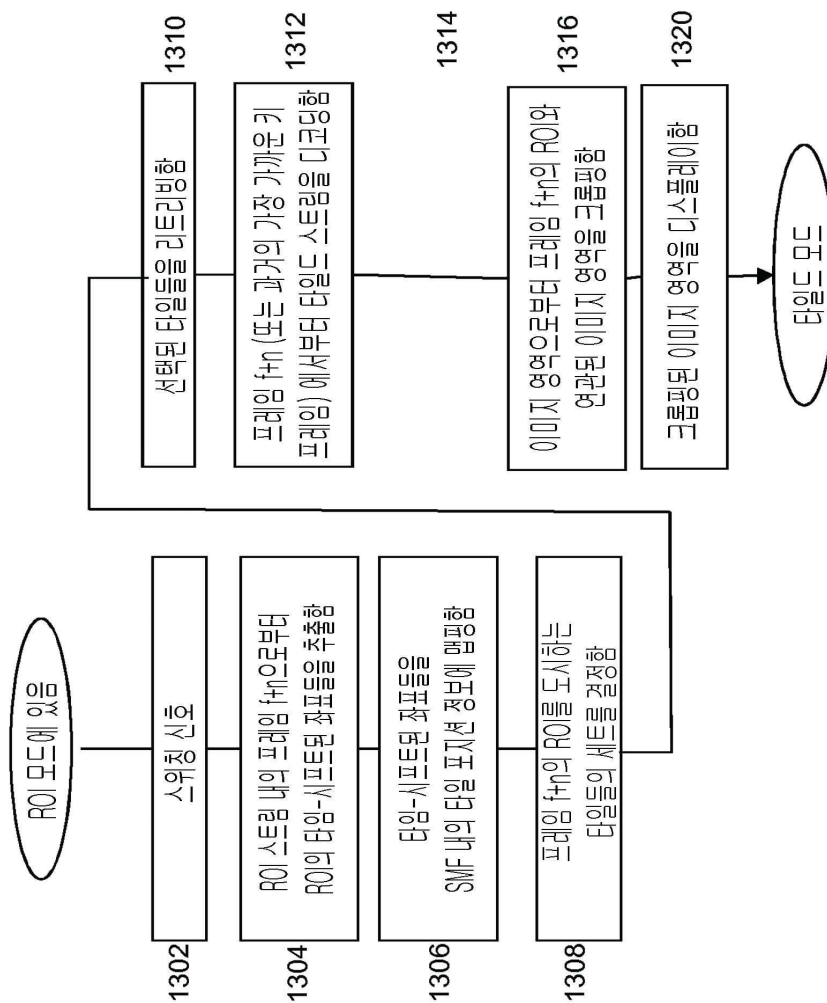 ROI 모드에 있음
1302
스위칭 신호
1304
ROI 스트림 내의 프레임 f+n으로부터
ROI의 타임-시프트된 좌표들을 추출함
1306
타임-시프트된 좌표들을
SMF 내의 타일 포지션 정보에 맵핑함
1308
프레임 f+n의 ROI를 도시하는
타일들의 세트를 결정함
선택된 타일들을 리트리빙함
1310
프레임 f+n (또는 과거의 가장 가까운 키
프레임) 에서부터 타일드 스트림을 디코딩함
1312
1314
이미지 영역으로부터 프레임 f+n의 ROI와
연관된 이미지 영역을 크롭핑함
1316
크롭핑된 이미지 영역을 디스플레이함
1320
타일드 모드